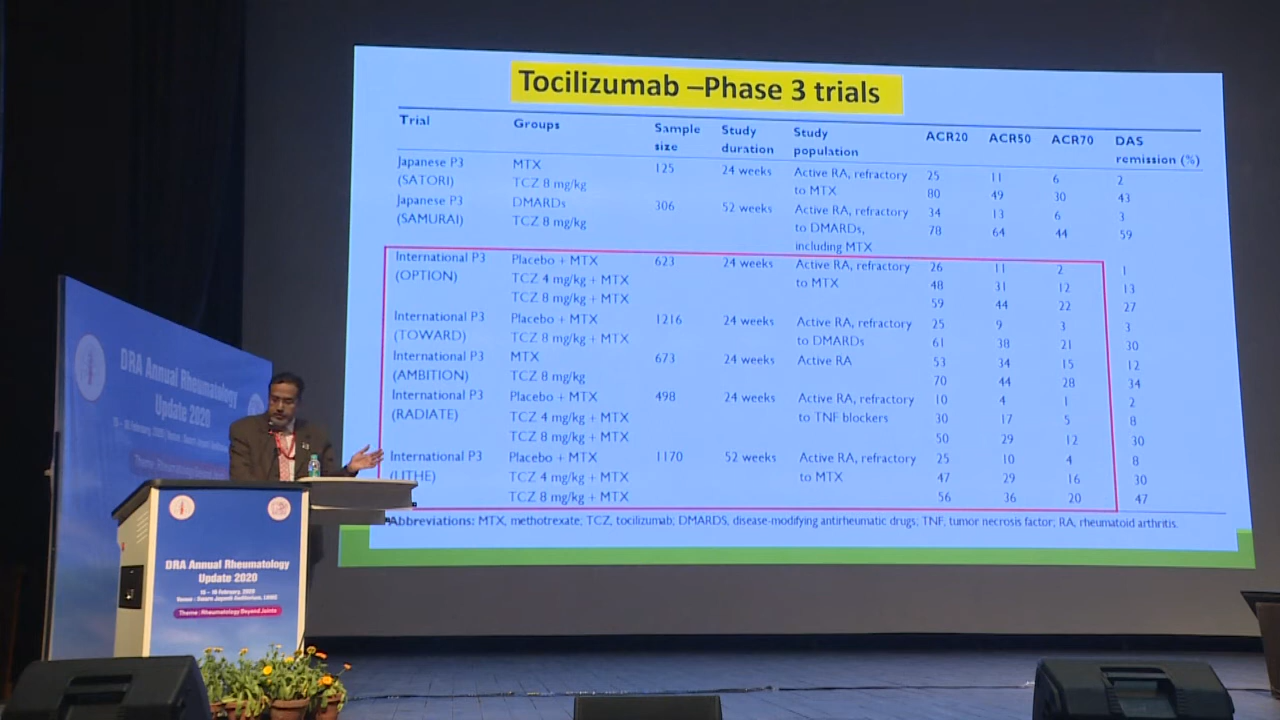 Tocilizumab –Phase 3 trials
Trial Groups Sample size Study duration Study population ACR20 ACR50 ACR70 DAS remission (%)
Japanese P3 (SATORI) MTX 125 24 weeks Active RA, refractory to MTX 25 11 6 2
TCZ 8 mg/kg 80 49 30 43
Japanese P3 (SAMURAI) DMARDs 306 52 weeks Active RA, refractory to DMARDs, including MTX 34 13 6 3
TCZ 8 mg/kg 78 64 44 59
International P3 (OPTION) Placebo + MTX 623 24 weeks Active RA, refractory to MTX 26 11 2 1
TCZ 4 mg/kg + MTX 48 31 12 13
TCZ 8 mg/kg + MTX 59 44 22 27
International P3 (TOWARD) Placebo + MTX 1216 24 weeks Active RA, refractory to DMARDs 25 9 3 3
TCZ 8 mg/kg + MTX 61 38 21 30
International P3 (AMBITION) MTX 673 24 weeks Active RA 53 34 15 12
TCZ 8 mg/kg 70 44 28 34
International P3 (RADIATE) Placebo + MTX 498 24 weeks Active RA, refractory to TNF blockers 10 4 1 2
TCZ 4 mg/kg + MTX 30 17 5 8
TCZ 8 mg/kg + MTX 50 29 12 30
International P3 (LITHE) Placebo + MTX 1170 52 weeks Active RA, refractory to MTX 25 10 4 8
TCZ 4 mg/kg + MTX 47 29 16 30
TCZ 8 mg/kg + MTX 56 36 20 47
Abbreviations: MTX, methotrexate; TCZ, tocilizumab; DMARDS, disease-modifying antirheumatic drugs; TNF, tumor necrosis factor; RA, rheumatoid arthritis.
DRA Annual Rheumatology
Update 2020
DRA Annual Rheumatology
Update 2020
15 – 16 February, 2020
Venue : Swarn Jayanti Auditorium, LHMC
Theme : Rheumatology Beyond Joints